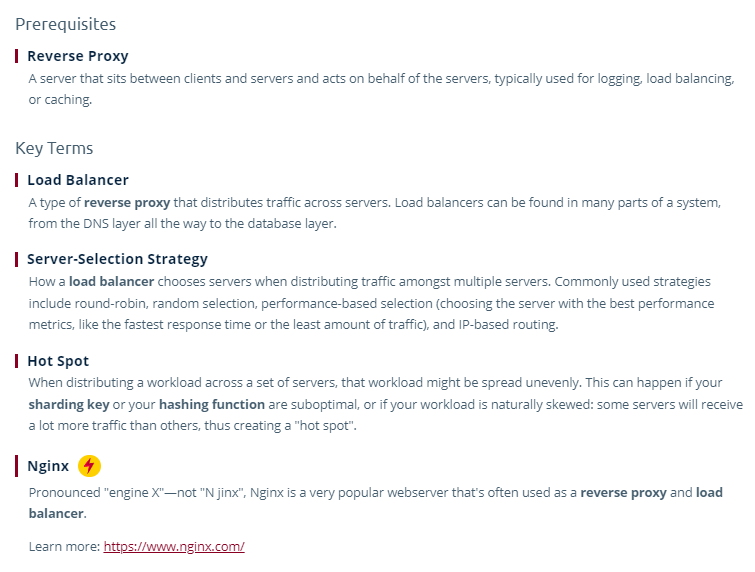 Prerequisites
Reverse Proxy
A server that sits between clients and servers and acts on behalf of the servers, typically used for logging, load balancing,
or caching.
Key Terms
Load Balancer
A type of reverse proxy that distributes traffic across servers. Load balancers can be found in many parts of a system,
from the DNS layer all the way to the database layer.
Server-Selection Strategy
How a load balancer chooses servers when distributing traffic amongst multiple servers. Commonly used strategies
include round-robin, random selection, performance-based selection (choosing the server with the best performance
metrics, like the fastest response time or the least amount of traffic), and IP-based routing.
Hot Spot
When distributing a workload across a set of servers, that workload might be spread unevenly. This can happen if your
sharding key or your hashing function are suboptimal, or if your workload is naturally skewed: some servers will receive
a lot more traffic than others, thus creating a "hot spot".
Nginx
Pronounced "engine X"—not "N jinx", Nginx is a very popular webserver that's often used as a reverse proxy and load
balancer.
Learn more: https://www.nginx.com/